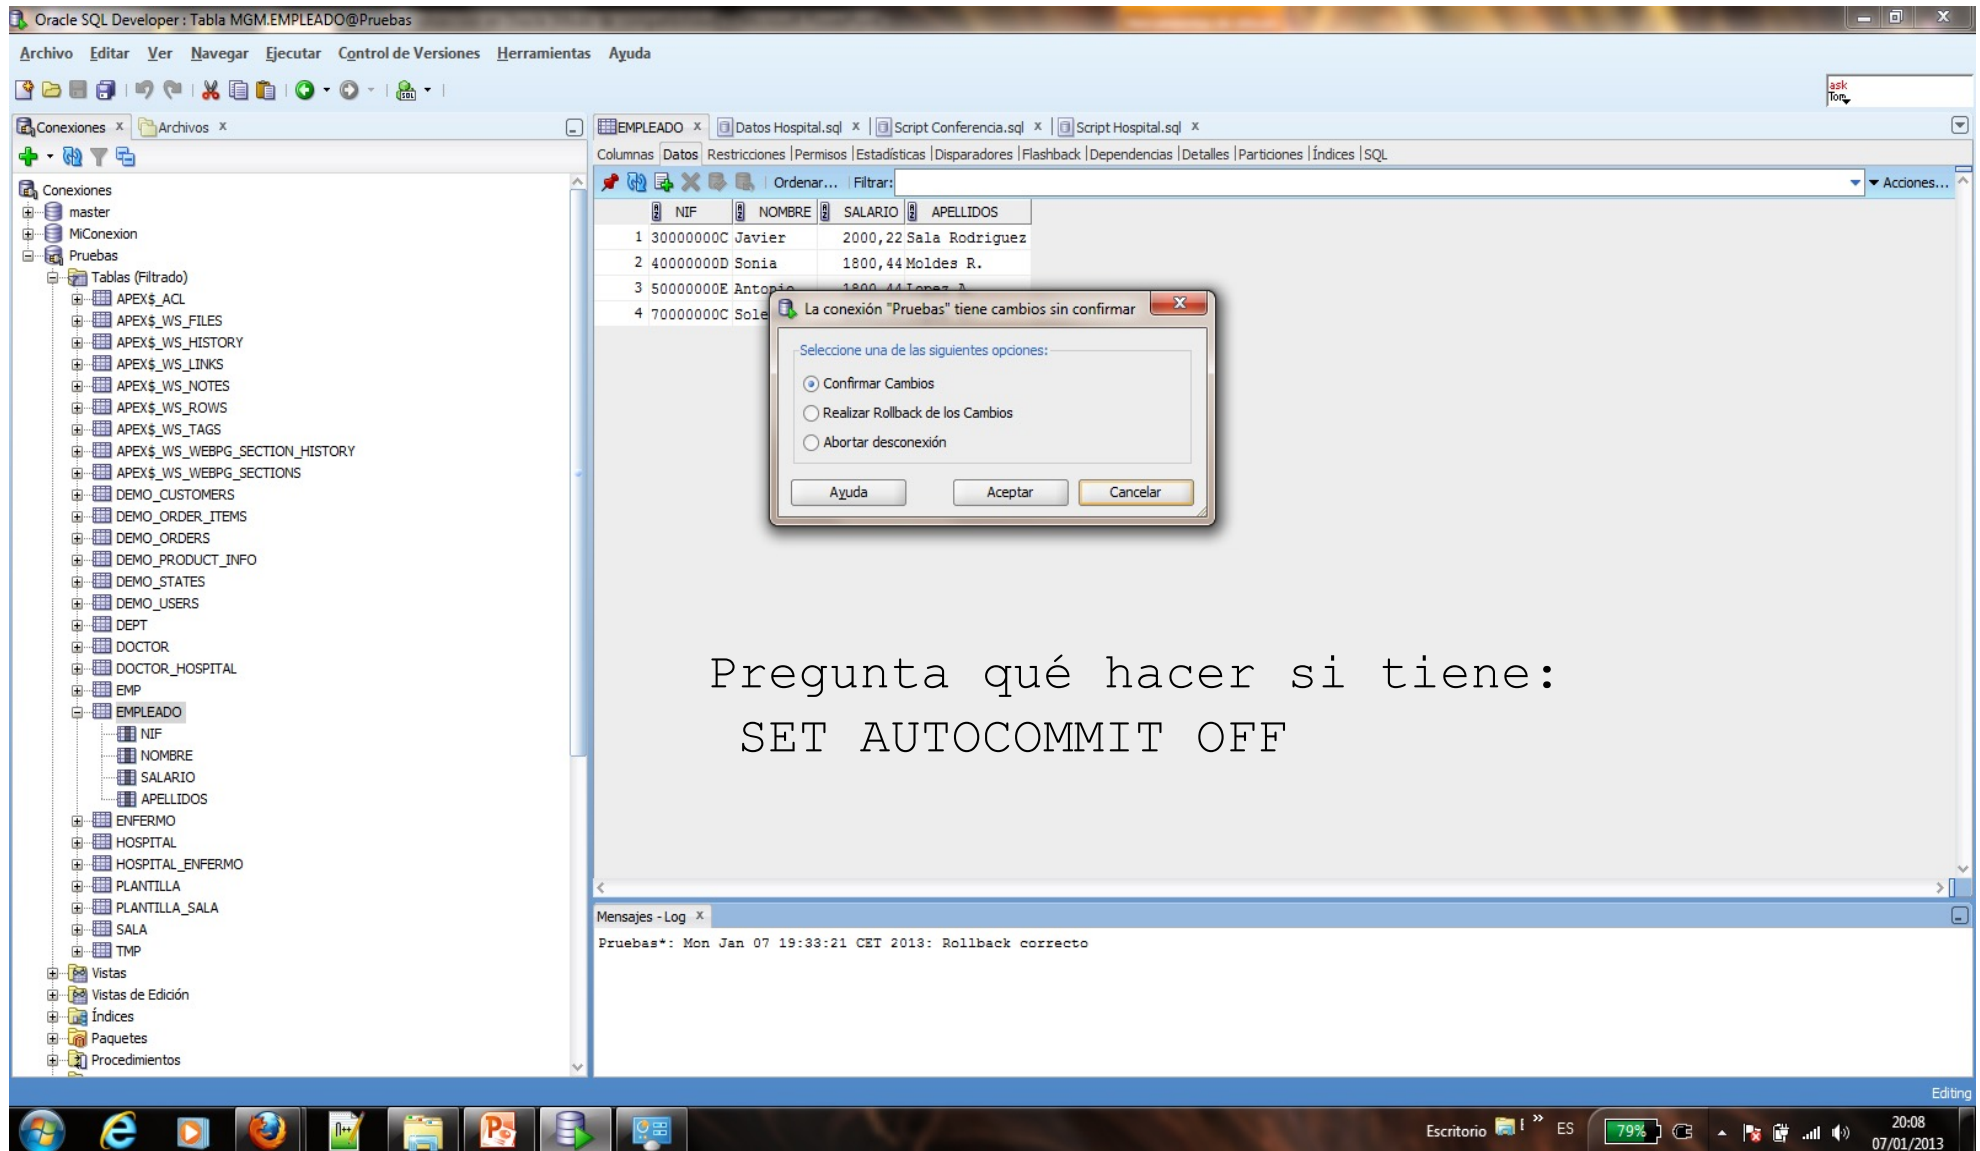 Oracle SQL Developer : Tabla MGM.EMPLEADO@Pruebas
Archivo Editar Ver Navegar Ejecutar Control de Versiones Herramientas Ayuda
ask
Tom
Conexiones x Archivos x
EMPLEADO x Datos Hospital.sql x Script Conferencia.sql x Script Hospital.sql x
Columnas Datos Restricciones |Permisos |Estadísticas |Disparadores |Flashback |Dependencias |Detalles |Particiones |Índices |SQL
Ordenar... Filtrar: Acciones...
Conexiones
master
MiConexion
Pruebas
Tablas (Filtrado)
APEX$_ACL
APEX$_WS_FILES
APEX$_WS_HISTORY
APEX$_WS_LINKS
APEX$_WS_NOTES
APEX$_WS_ROWS
APEX$_WS_TAGS
APEX$_WS_WEBPG_SECTION_HISTORY
APEX$_WS_WEBPG_SECTIONS
DEMO_CUSTOMERS
DEMO_ORDER_ITEMS
DEMO_ORDERS
DEMO_PRODUCT_INFO
DEMO_STATES
DEMO_USERS
DEPT
DOCTOR
DOCTOR_HOSPITAL
EMP
EMPLEADO
NIF
NOMBRE
SALARIO
APELLIDOS
ENFERMO
HOSPITAL
HOSPITAL_ENFERMO
PLANTILLA
PLANTILLA_SALA
SALA
TMP
Vistas
Vistas de Edición
Índices
Paquetes
Procedimientos
NIF NOMBRE SALARIO APELLIDOS
1 30000000C Javier 2000,22 Sala Rodriguez
2 40000000D Sonia 1800,44 Moldes R.
3 50000000E Antonio 1800,44 Lopez A.
4 70000000C Sole
La conexión "Pruebas" tiene cambios sin confirmar
Seleccione una de las siguientes opciones:
Confirmar Cambios
Realizar Rollback de los Cambios
Abortar desconexión
Ayuda Aceptar Cancelar
Pregunta qué hacer si tiene:
SET AUTOCOMMIT OFF
Mensajes - Log x
Pruebas*: Mon Jan 07 19:33:21 CET 2013: Rollback correcto
Editing
Escritorio ES 79% 20:08
07/01/2013